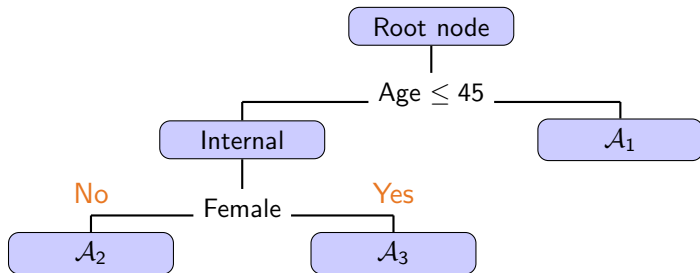 Root node
Age ≤ 45
Internal
𝒜₁
No
Female
Yes
𝒜₂
𝒜₃